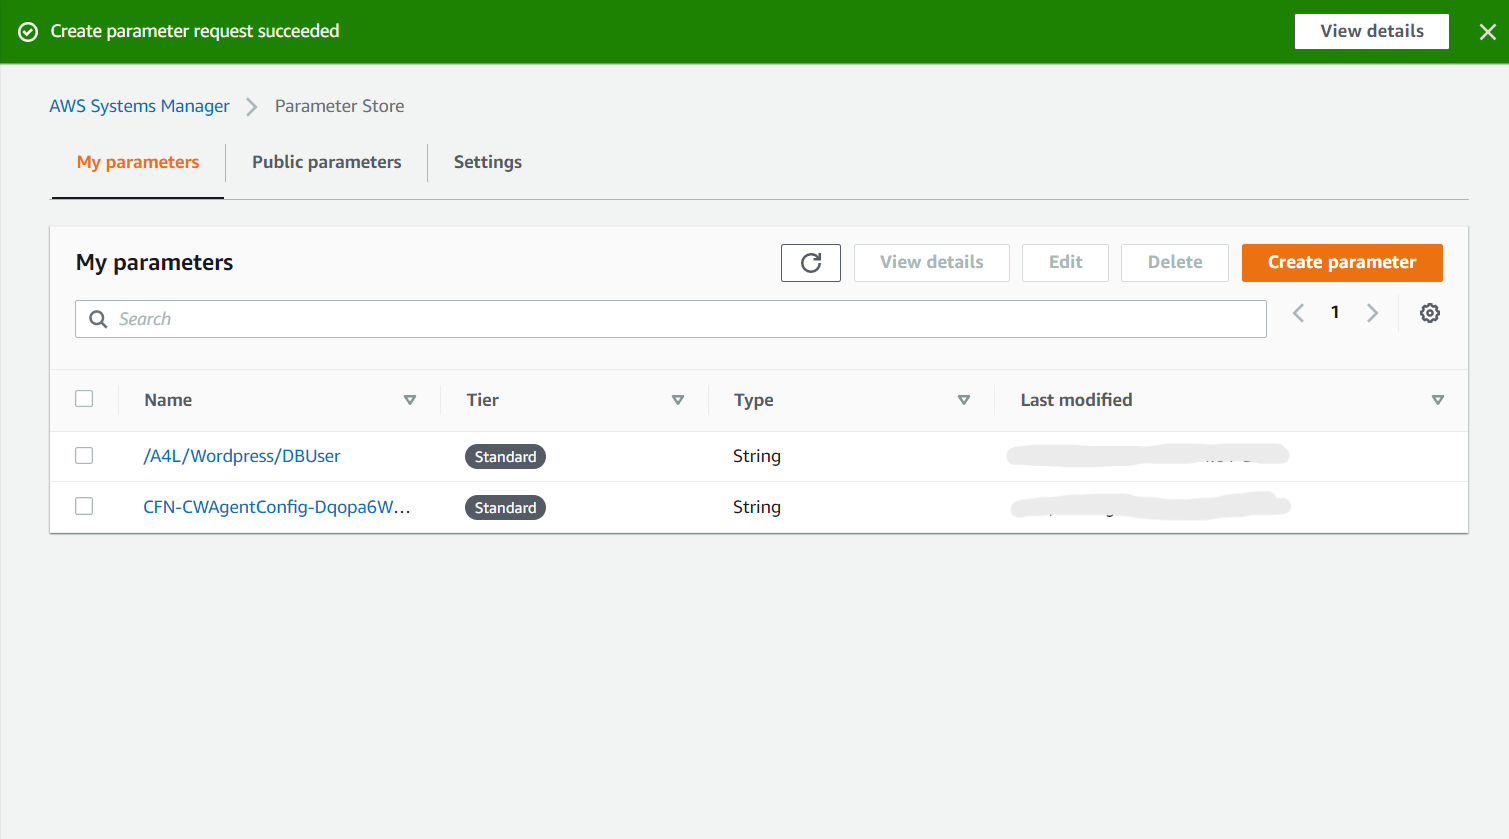 Create parameter request succeeded View details
AWS Systems Manager Parameter Store
My parameters Public parameters Settings
My parameters View details Edit Delete Create parameter
Search 1
Name Tier Type Last modified
/A4L/Wordpress/DBUser Standard String
CFN-CWAgentConfig-Dqopa6W... Standard String